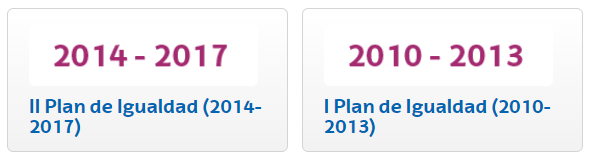 2014 - 2017
II Plan de Igualdad (2014-
2017)
2010 - 2013
I Plan de Igualdad (2010-
2013)